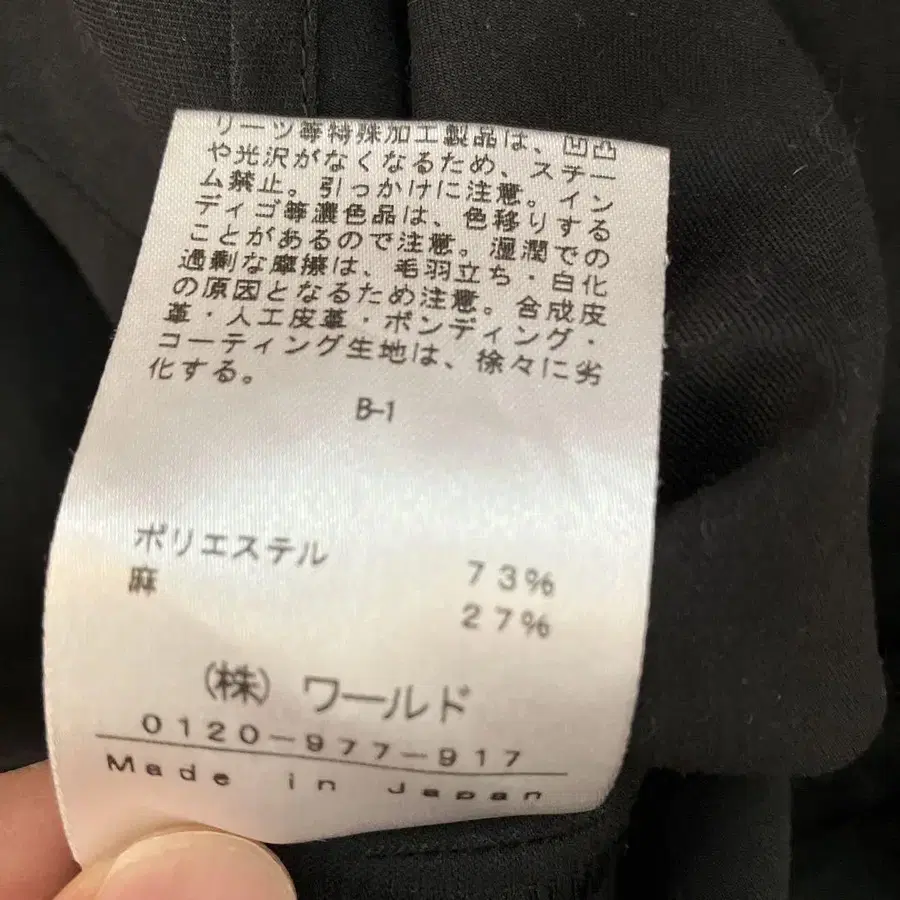 リーツ等特殊加工製品は、凹凸
や光沢がなくなるため、スチー
ム禁止。引っかけに注意。イン
ディゴ等濃色品は、色移りする
ことがあるので注意。湿潤での
過剰な摩擦は、毛羽立ち・白化
の原因となるため注意。合成皮
革・人工皮革・ボンディング・
コーティング生地は、徐々に劣
化する。
B-1
ポリエステル 73%
麻 27%
(株)ワールド
0120-977-917
Made in Japan